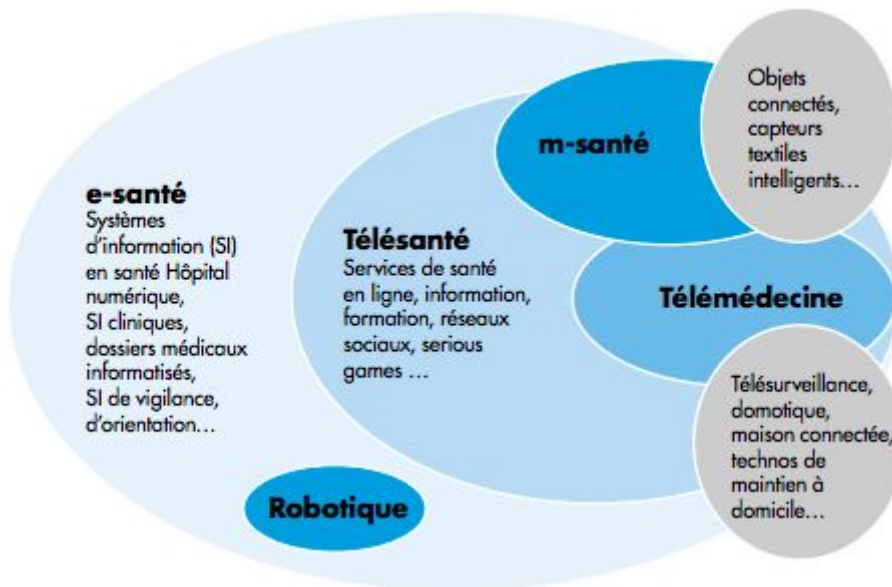 e-santé
Systèmes
d'information (SI)
en santé Hôpital
numérique,
SI cliniques,
dossiers médicaux
informatisés,
SI de vigilance,
d'orientation...
Télésanté
Services de santé
en ligne, information,
formation, réseaux
sociaux, serious
games ...
m-santé
Objets
connectés,
capteurs
textiles
intelligents...
Télémédecine
Télésurveillance,
domotique,
maison connectée,
technos de
maintien à
domicile...
Robotique